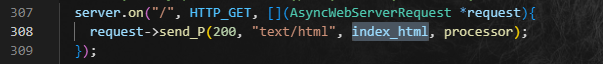 307 server.on("/", HTTP_GET, [](AsyncWebServerRequest *request){
308 request->send_P(200, "text/html", index_html, processor);
309 });